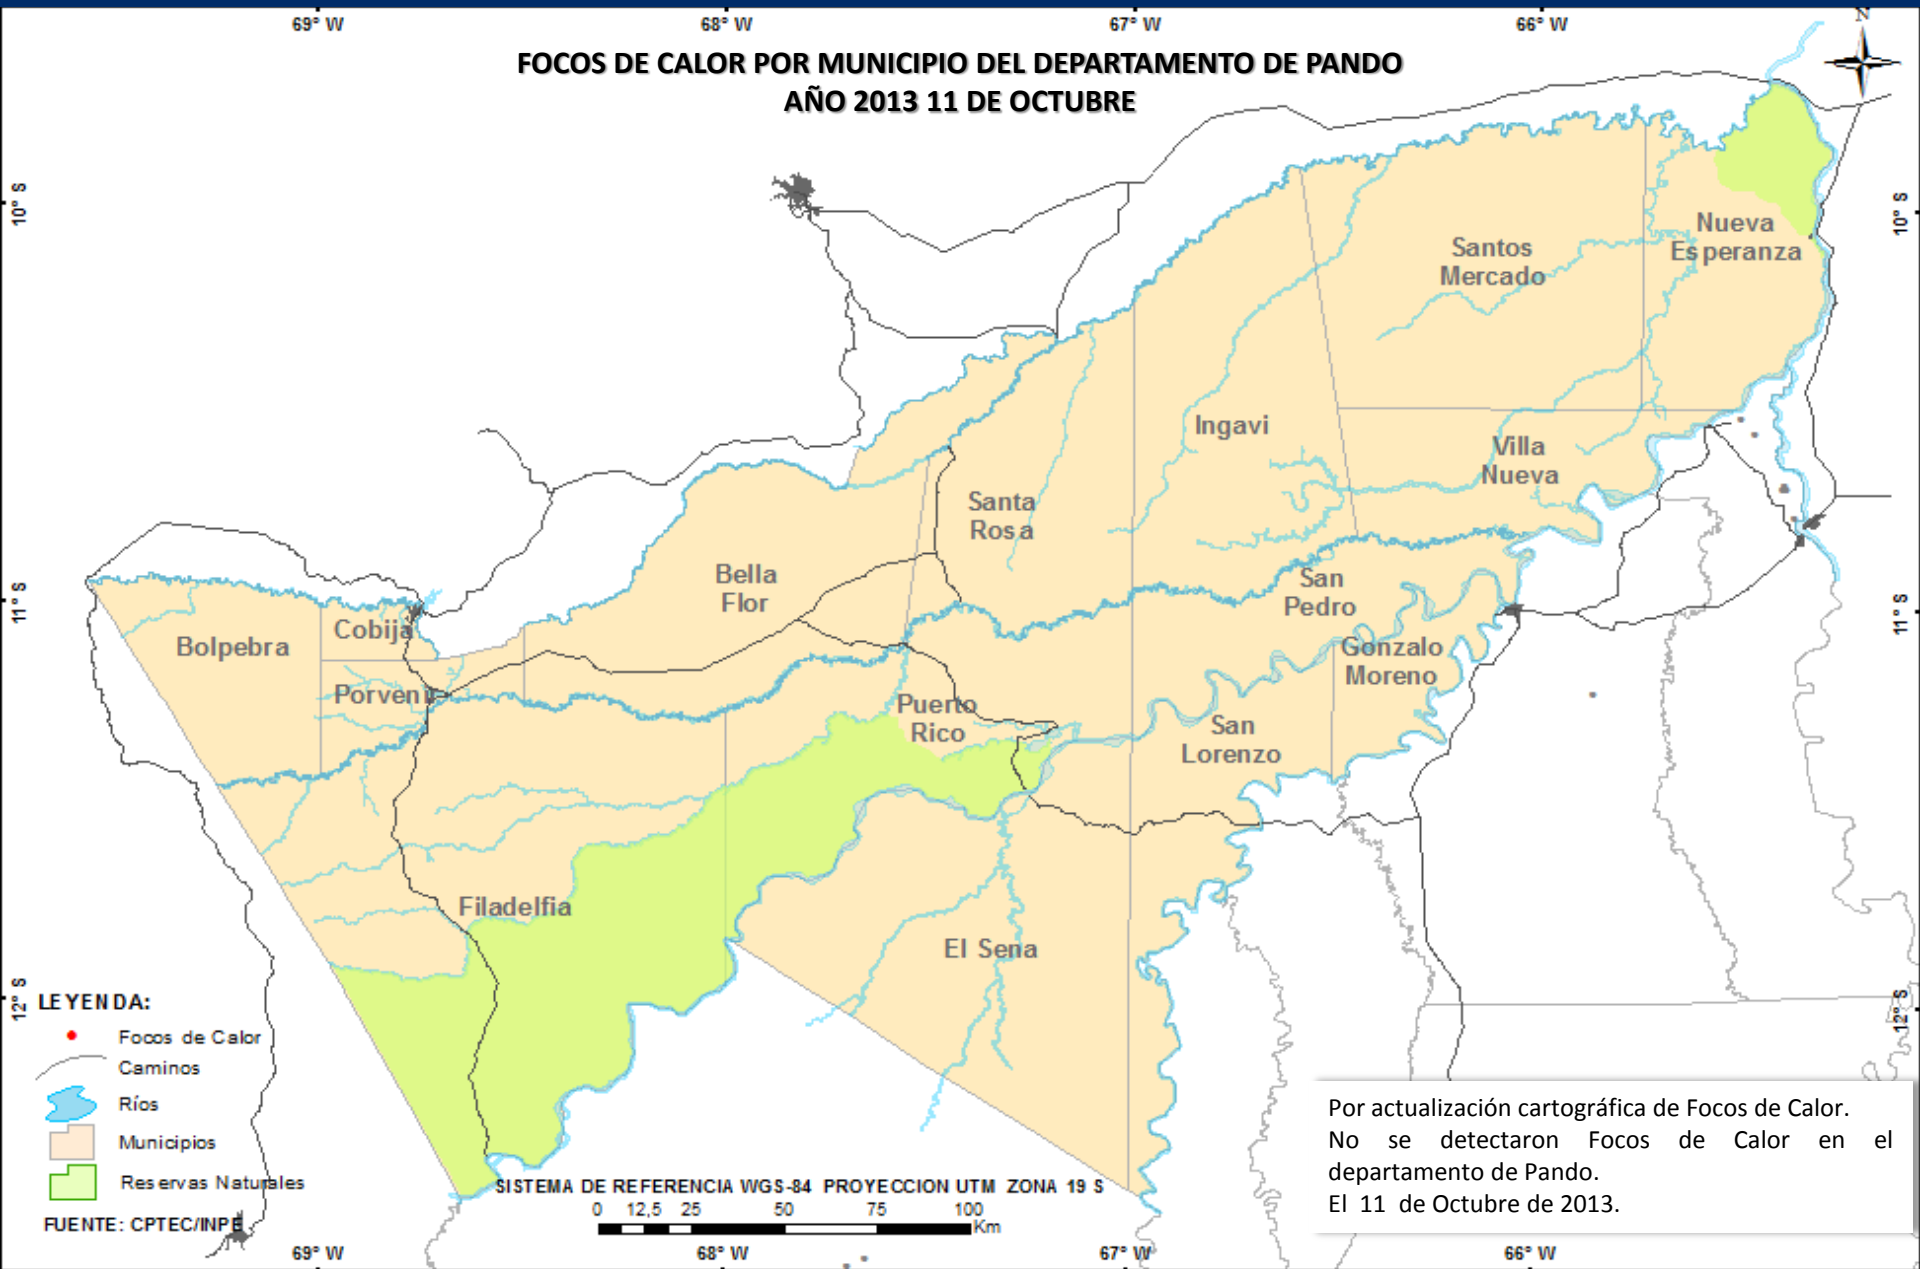 69° W 68° W 67° W 66° W
N
FOCOS DE CALOR POR MUNICIPIO DEL DEPARTAMENTO DE PANDO
AÑO 2013 11 DE OCTUBRE
10° S
10° S
Nueva
Esperanza
Santos
Mercado
Ingavi
Villa
Nueva
Santa
Rosa
Bella
Flor
San
Pedro
11° S
11° S
Cobija
Bolpebra
Gonzalo
Moreno
Porvenir
Puerto
Rico
San
Lorenzo
Filadelfia
El Sena
12° S
12° S
LEYENDA:
Focos de Calor
Caminos
Ríos
Municipios
Reservas Naturales
FUENTE: CPTEC/INPE
SISTEMA DE REFERENCIA WGS-84 PROYECCION UTM ZONA 19 S
0 12,5 25 50 75 100
Km
Por actualización cartográfica de Focos de Calor.
No se detectaron Focos de Calor en el
departamento de Pando.
El 11 de Octubre de 2013.
69° W 68° W 67° W 66° W